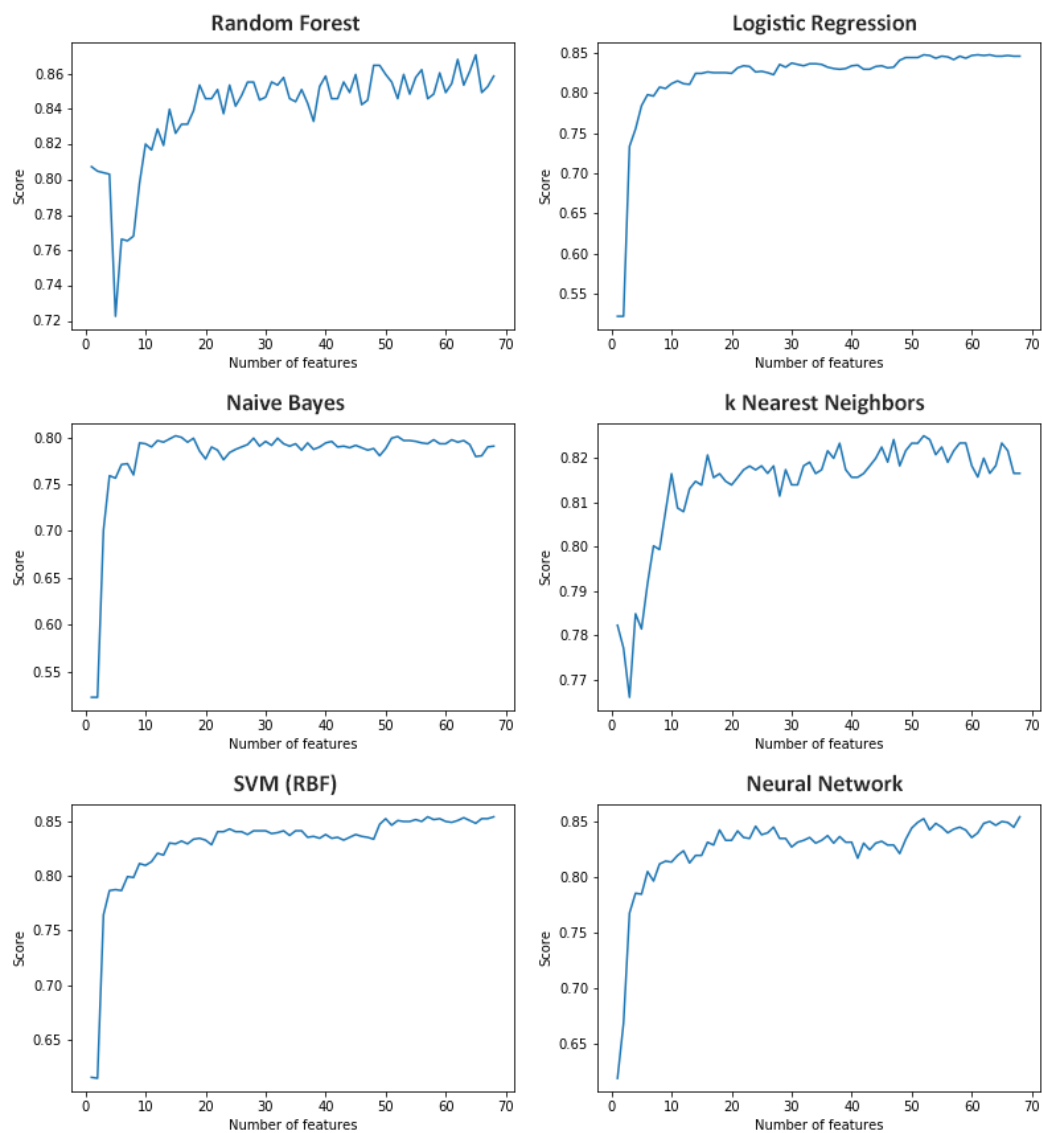 Random Forest
0.86
0.84
0.82
0.80
0.78
0.76
0.74
0.72
Score
0 10 20 30 40 50 60 70
Number of features
Logistic Regression
0.85
0.80
0.75
0.70
0.65
0.60
0.55
Score
0 10 20 30 40 50 60 70
Number of features
Naive Bayes
0.80
0.75
0.70
0.65
0.60
0.55
Score
0 10 20 30 40 50 60 70
Number of features
k Nearest Neighbors
0.82
0.81
0.80
0.79
0.78
0.77
Score
0 10 20 30 40 50 60 70
Number of features
SVM (RBF)
0.85
0.80
0.75
0.70
0.65
Score
0 10 20 30 40 50 60 70
Number of features
Neural Network
0.85
0.80
0.75
0.70
0.65
Score
0 10 20 30 40 50 60 70
Number of features